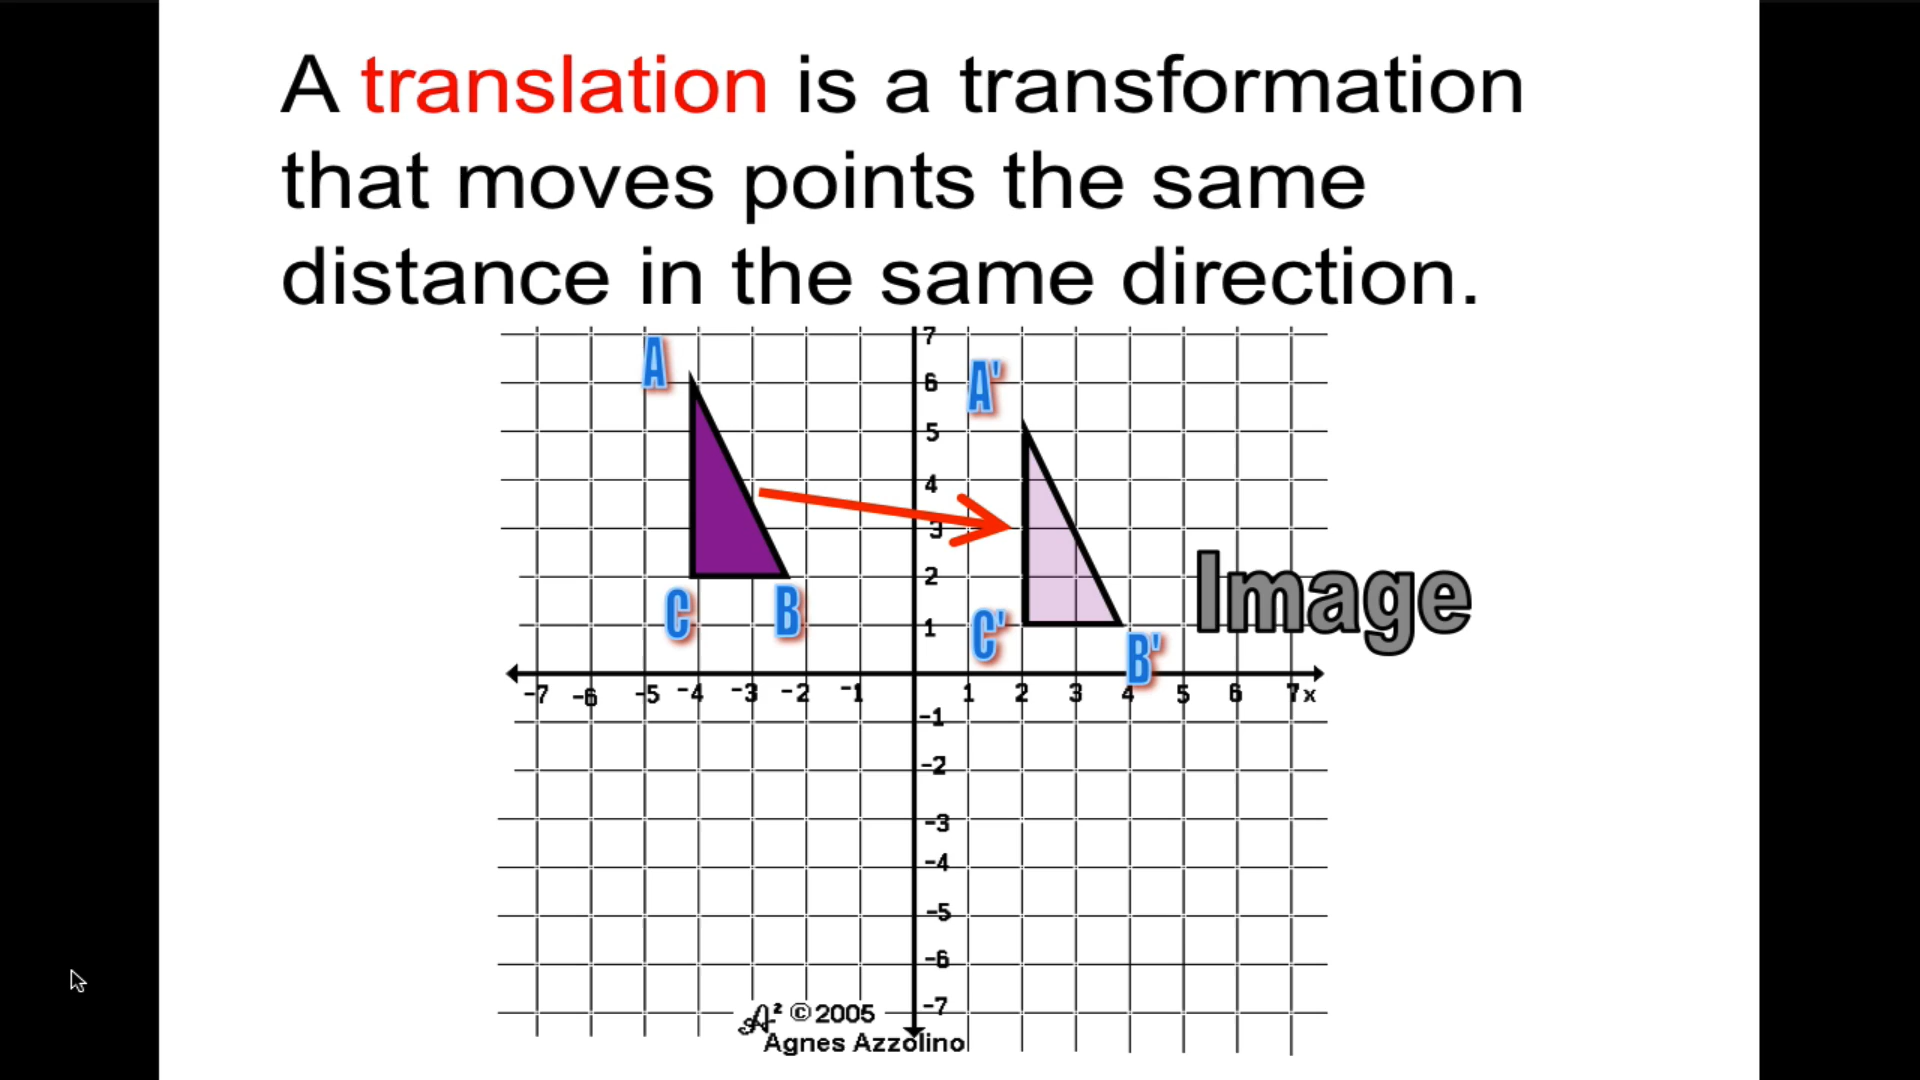 A translation is a transformation
that moves points the same
distance in the same direction.
7
A
6
A'
5
4
3
2
Image
C
B
1
C'
B'
-7 -6 -5 -4 -3 -2 -1 1 2 3 4 5 6 7x
-1
-2
-3
-4
-5
-6
-7
A² ©2005
Agnes Azzolino